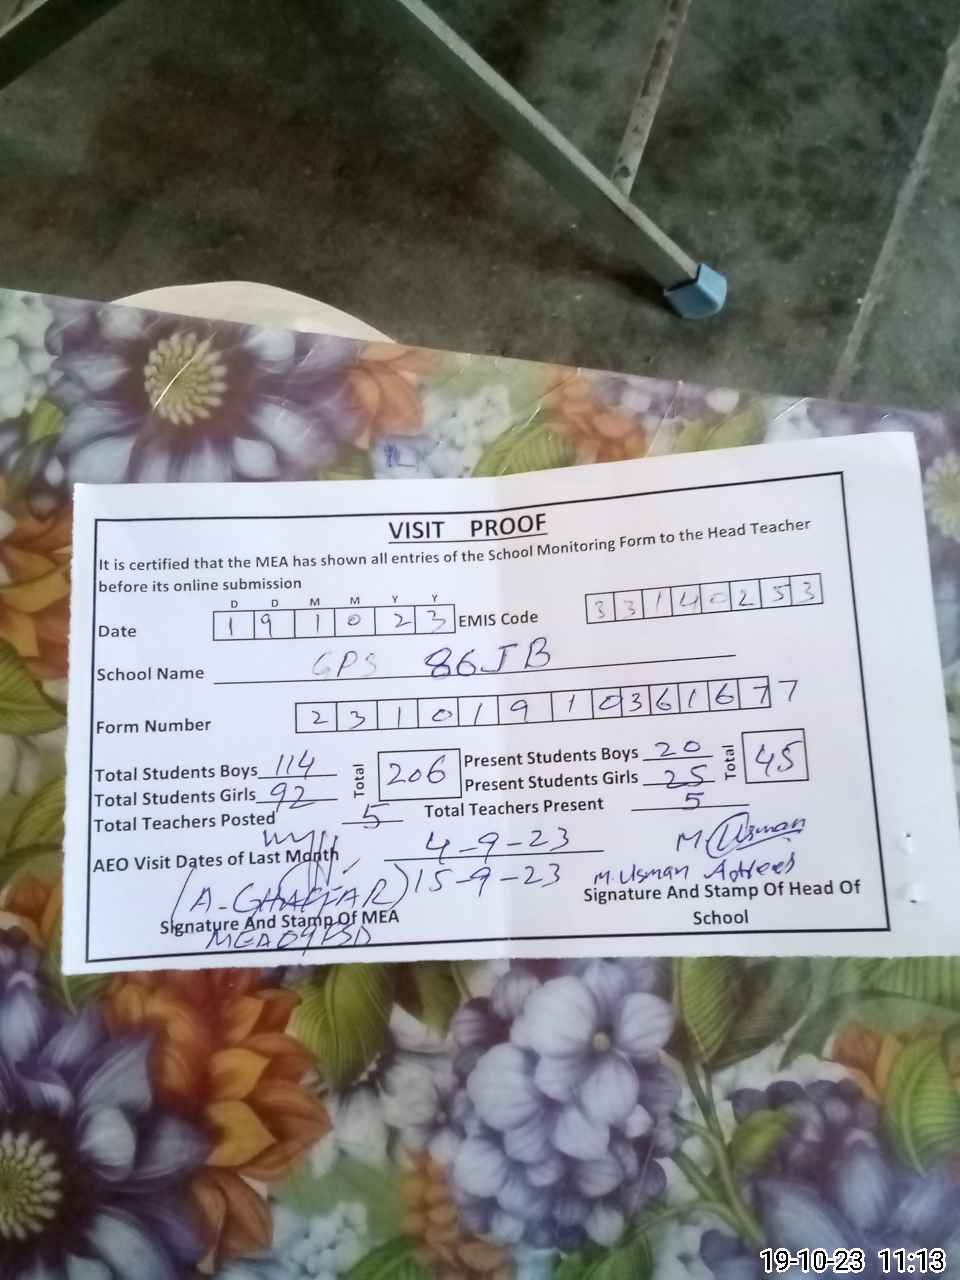 VISIT PROOF
It is certified that the MEA has shown all entries of the School Monitoring Form to the Head Teacher
before its online submission
D D M M Y Y
Date 1 9 1 0 2 3 EMIS Code 3 3 1 4 0 2 5 3
School Name GPS 86JB
Form Number 2 3 1 0 1 9 1 0 3 6 1 6 7 7
Total Students Boys 114 Total 206 Present Students Boys 20 Total 45
Total Students Girls 92 Present Students Girls 25
Total Teachers Posted 5 Total Teachers Present 5
AEO Visit Dates of Last Month 4-9-23 M Usman
(A-GHAFFAR) 15-9-23 M. Usman
Signature And Stamp Of MEA Signature And Stamp Of Head Of
School
19-10-23 11:13